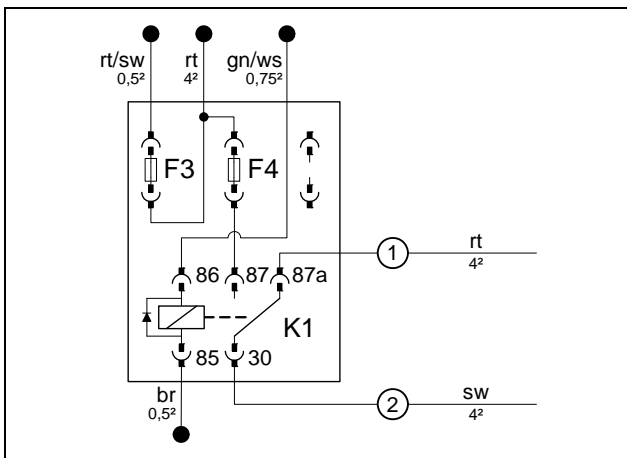 rt/sw rt gn/ws
0,5² 4² 0,75²
F3 F4
86 87 87a
1 rt
4²
K1
85 30
br
0,5²
2 sw
4²